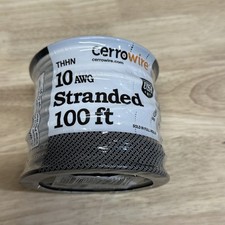 cerrowire
cerrowire.com
THHN
10 AWG
Stranded
100 ft